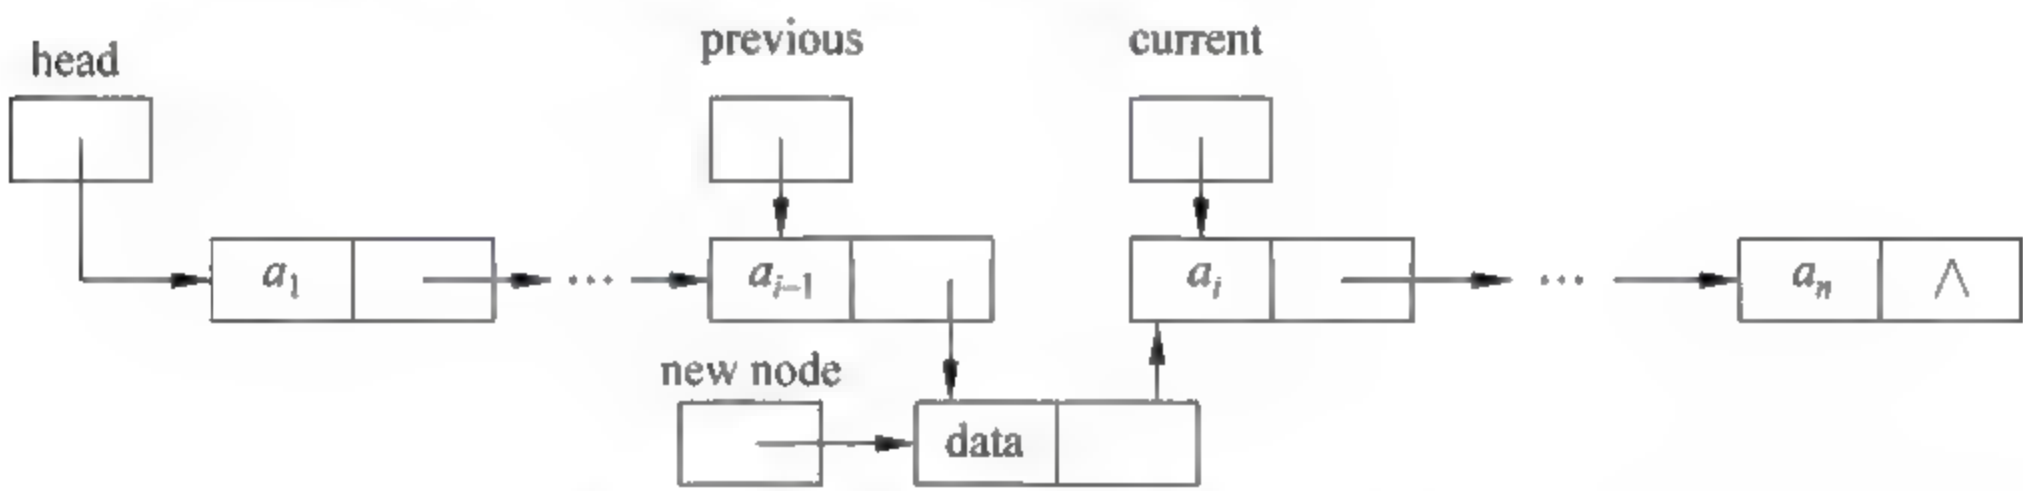 head
previous
current
a₁ ... aᵢ₋₁ aᵢ ... aₙ ∧
new node
data